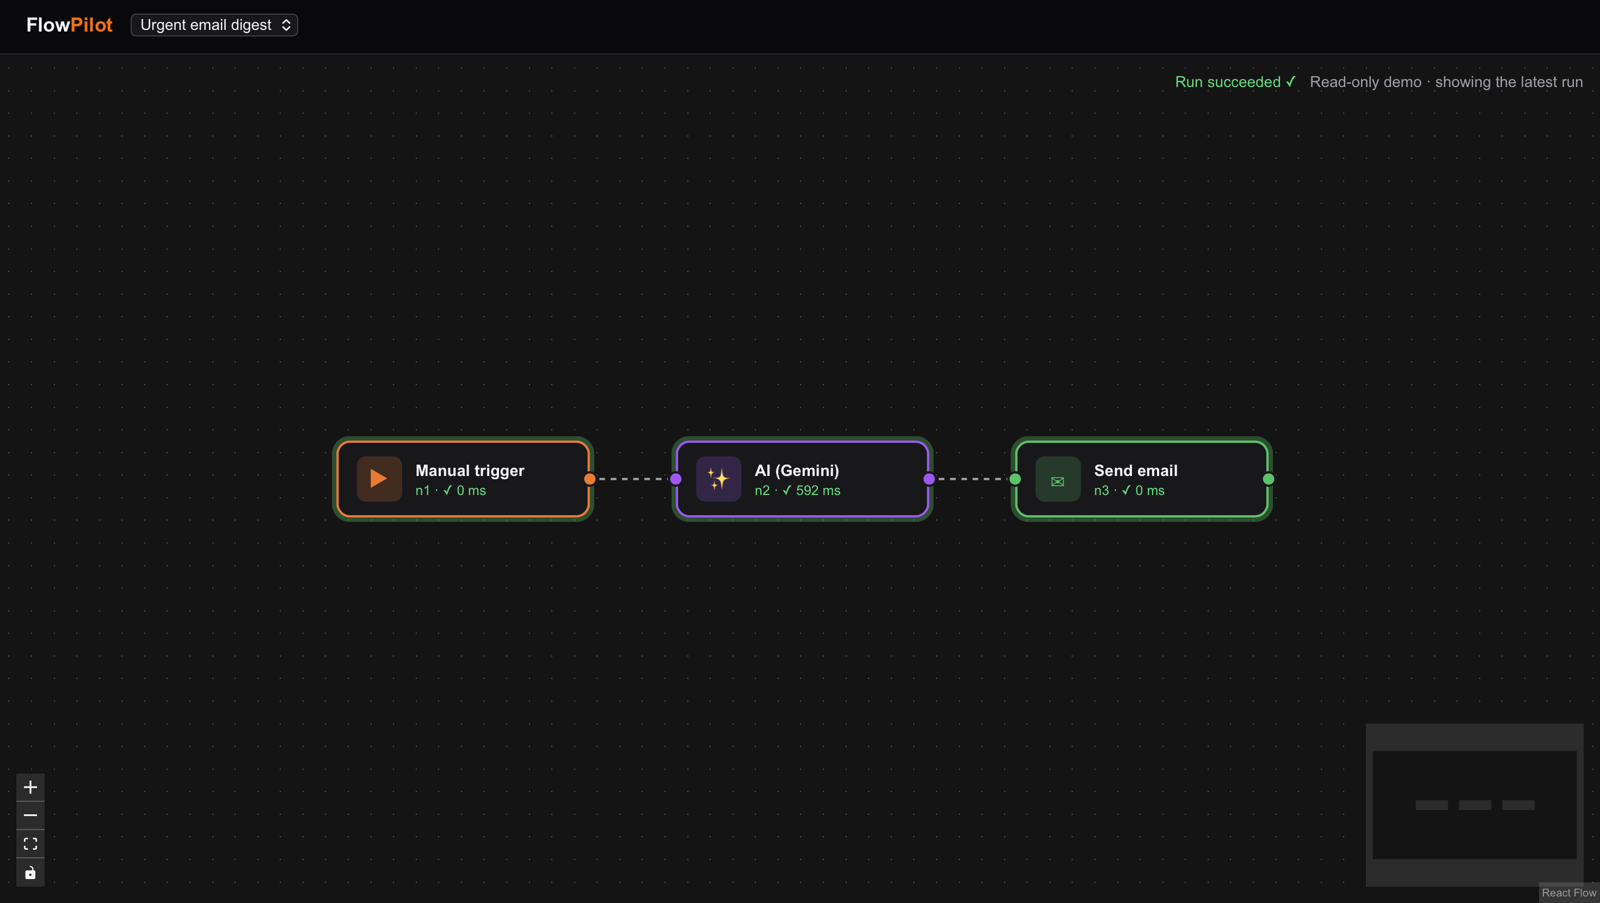 FlowPilot
Urgent email digest
Run succeeded ✓ Read-only demo · showing the latest run
Manual trigger
n1 · ✓ 0 ms
AI (Gemini)
n2 · ✓ 592 ms
Send email
n3 · ✓ 0 ms
React Flow